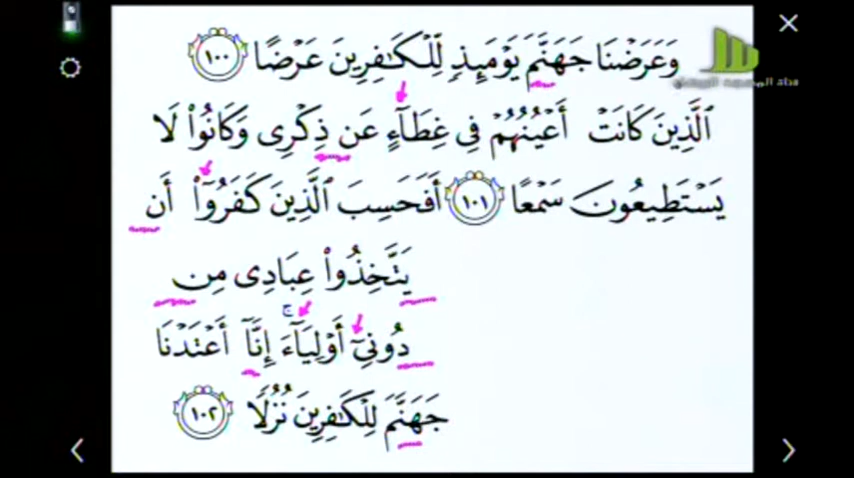 وَعَرَضْنَا جَهَنَّمَ يَوْمَئِذٍ لِّلْكَٰفِرِينَ عَرْضًا ١٠٠
ٱلَّذِينَ كَانَتْ أَعْيُنُهُمْ فِى غِطَآءٍ عَن ذِكْرِى وَكَانُوا۟ لَا
يَسْتَطِيعُونَ سَمْعًا ١٠١ أَفَحَسِبَ ٱلَّذِينَ كَفَرُوٓا۟ أَن
يَتَّخِذُوا۟ عِبَادِى مِن
دُونِىٓ أَوْلِيَآءَ ۚ إِنَّآ أَعْتَدْنَا
جَهَنَّمَ لِلْكَٰفِرِينَ نُزُلًا ١٠٢